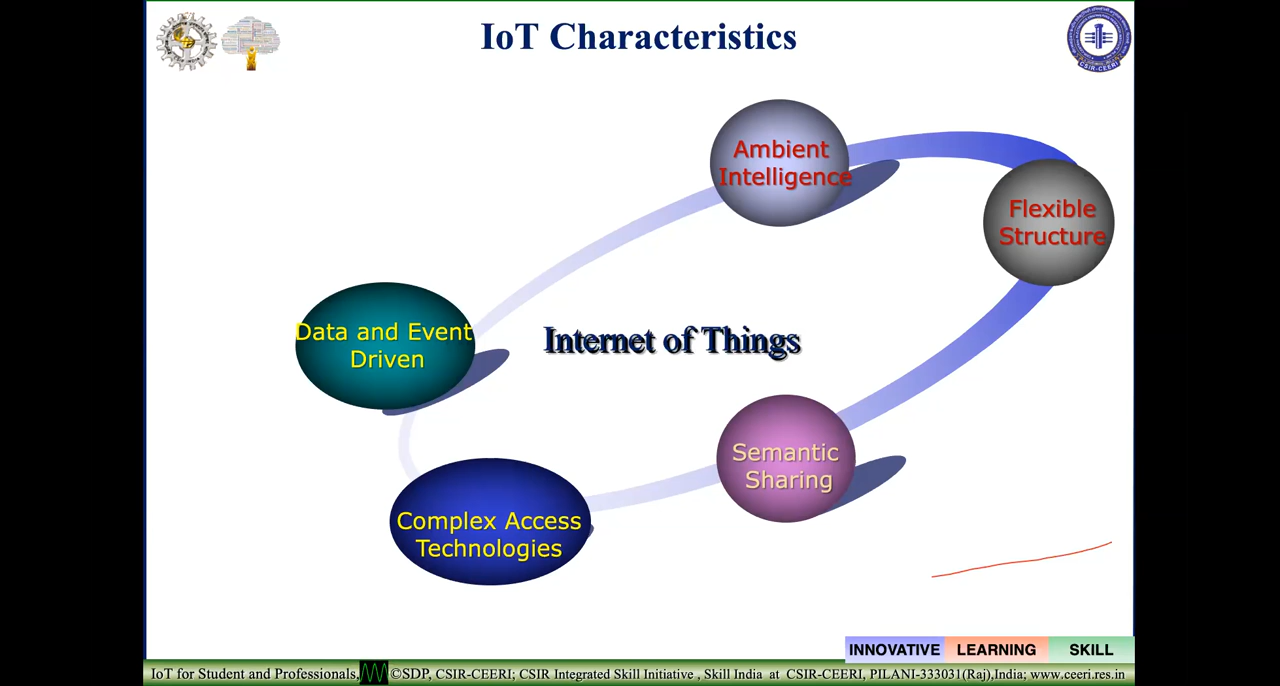 IoT Characteristics
CSIR-CEERI
Ambient
Intelligence
Flexible
Structure
Data and Event
Driven
Internet of Things
Semantic
Sharing
Complex Access
Technologies
INNOVATIVE LEARNING SKILL
IoT for Student and Professionals, ©SDP, CSIR-CEERI; CSIR Integrated Skill Initiative , Skill India at CSIR-CEERI, PILANI-333031(Raj),India; www.ceeri.res.in